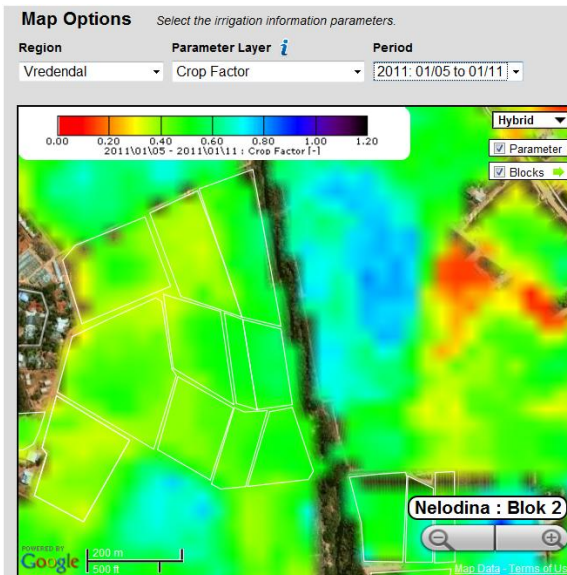 Map Options Select the irrigation information parameters.
Region Parameter Layer i Period
Vredendal Crop Factor 2011: 01/05 to 01/11
Hybrid
0.00 0.20 0.40 0.60 0.80 1.00 1.20
2011\01\05 - 2011\01\11 : Crop Factor [-]
Parameter
Blocks
Nelodina : Blok 2
POWERED BY
Google
200 m
500 ft
Map Data - Terms of Us